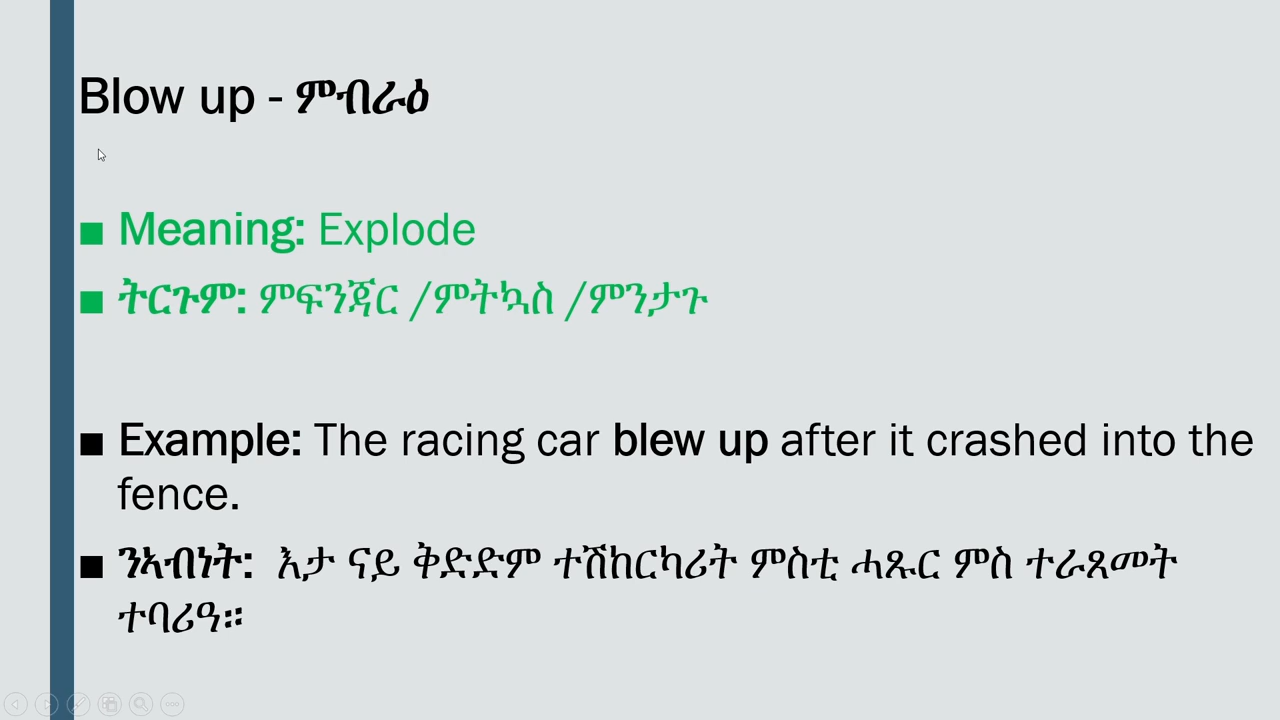 Blow up - ምብራዕ
■ Meaning: Explode
■ ትርጉም: ምፍንጃር /ምትኳስ /ምንታጉ
■ Example: The racing car blew up after it crashed into the
fence.
■ ንኣብነት: እታ ናይ ቅድድም ተሽከርካሪት ምስቲ ሓጹር ምስ ተራጸመት
ተባሪዓ።